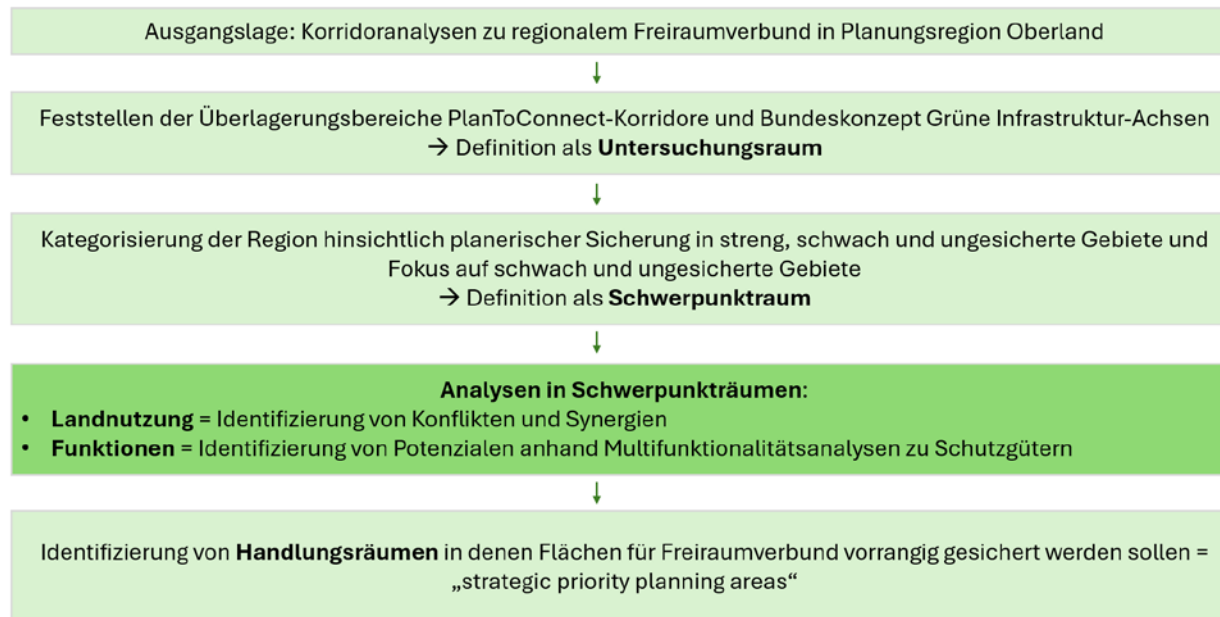 Ausgangslage: Korridoranalysen zu regionalem Freiraumverbund in Planungsregion Oberland
↓
Feststellen der Überlagerungsbereiche PlanToConnect-Korridore und Bundeskonzept Grüne Infrastruktur-Achsen
→ Definition als Untersuchungsraum
↓
Kategorisierung der Region hinsichtlich planerischer Sicherung in streng, schwach und ungesicherte Gebiete und
Fokus auf schwach und ungesicherte Gebiete
→ Definition als Schwerpunktraum
↓
Analysen in Schwerpunkträumen:
• Landnutzung = Identifizierung von Konflikten und Synergien
• Funktionen = Identifizierung von Potenzialen anhand Multifunktionalitätsanalysen zu Schutzgütern
↓
Identifizierung von Handlungsräumen in denen Flächen für Freiraumverbund vorrangig gesichert werden sollen =
„strategic priority planning areas“